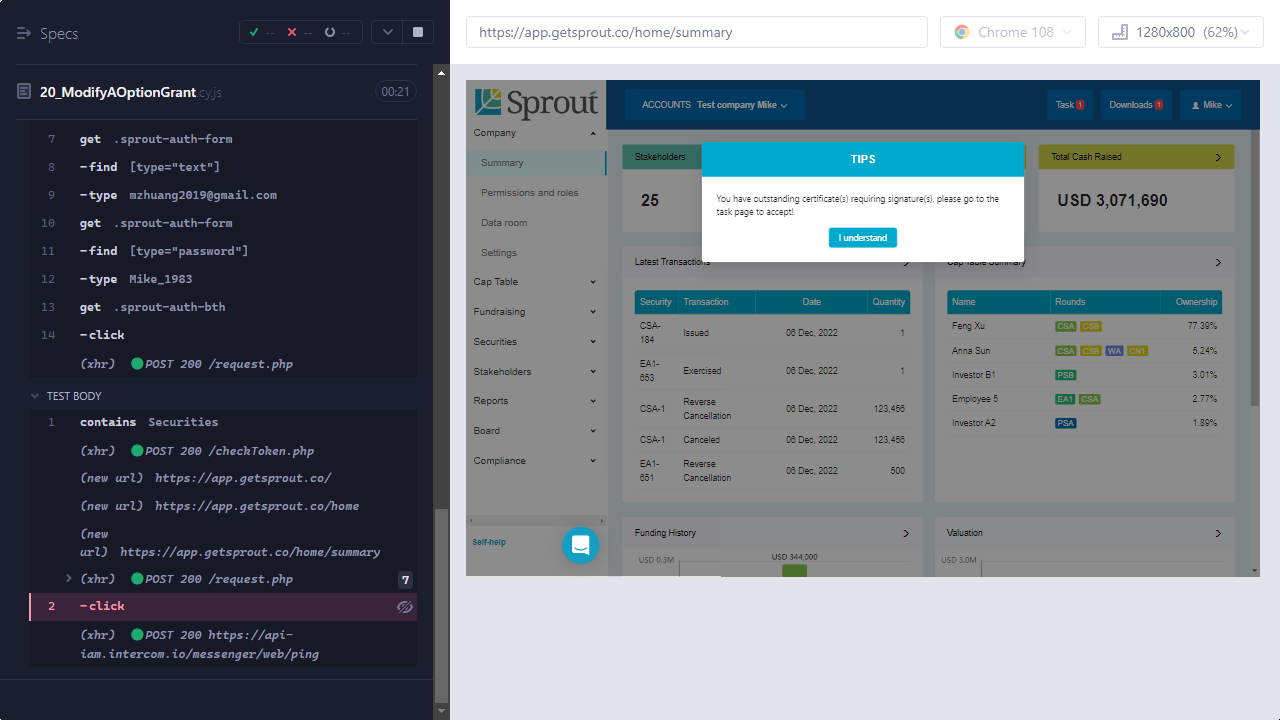 Specs
--
--
--
20_ModifyAOptionGrant.cy.js
00:21
7 get .sprout-auth-form
8 -find [type="text"]
9 -type mzhuang2019@gmail.com
10 get .sprout-auth-form
11 -find [type="password"]
12 -type Mike_1983
13 get .sprout-auth-bth
14 -click
(xhr) POST 200 /request.php
TEST BODY
1 contains Securities
(xhr) POST 200 /checkToken.php
(new url) https://app.getsprout.co/
(new url) https://app.getsprout.co/home
(new
url) https://app.getsprout.co/home/summary
(xhr) POST 200 /request.php 7
2 -click
(xhr) POST 200 https://api-
iam.intercom.io/messenger/web/ping
https://app.getsprout.co/home/summary
Chrome 108
1280x800 (62%)
Sprout
ACCOUNTS Test company Mike
Task 1
Downloads 1
Mike
Company
Summary
Permissions and roles
Data room
Settings
Cap Table
Fundraising
Securities
Stakeholders
Reports
Board
Compliance
Self-help
Stakeholders
25
Total Cash Raised
USD 3,071,690
TIPS
You have outstanding certificate(s) requiring signature(s), please go to the
task page to accept!
I understand
Latest Transactions
Security Transaction Date Quantity
CSA-
184 Issued 06 Dec, 2022 1
EA1-
653 Exercised 06 Dec, 2022 1
CSA-1 Reverse
Cancellation 06 Dec, 2022 123,456
CSA-1 Canceled 06 Dec, 2022 123,456
EA1-
651 Reverse
Cancellation 06 Dec, 2022 500
Cap Table Summary
Name Rounds Ownership
Feng Xu CSA CSB 77.39%
Anna Sun CSA CSB WA CN1 5.24%
Investor B1 PSB 3.01%
Employee 5 EA1 CSA 2.77%
Investor A2 PSA 1.89%
Funding History
USD 0.3M
USD 344,000
Valuation
USD 3.0M